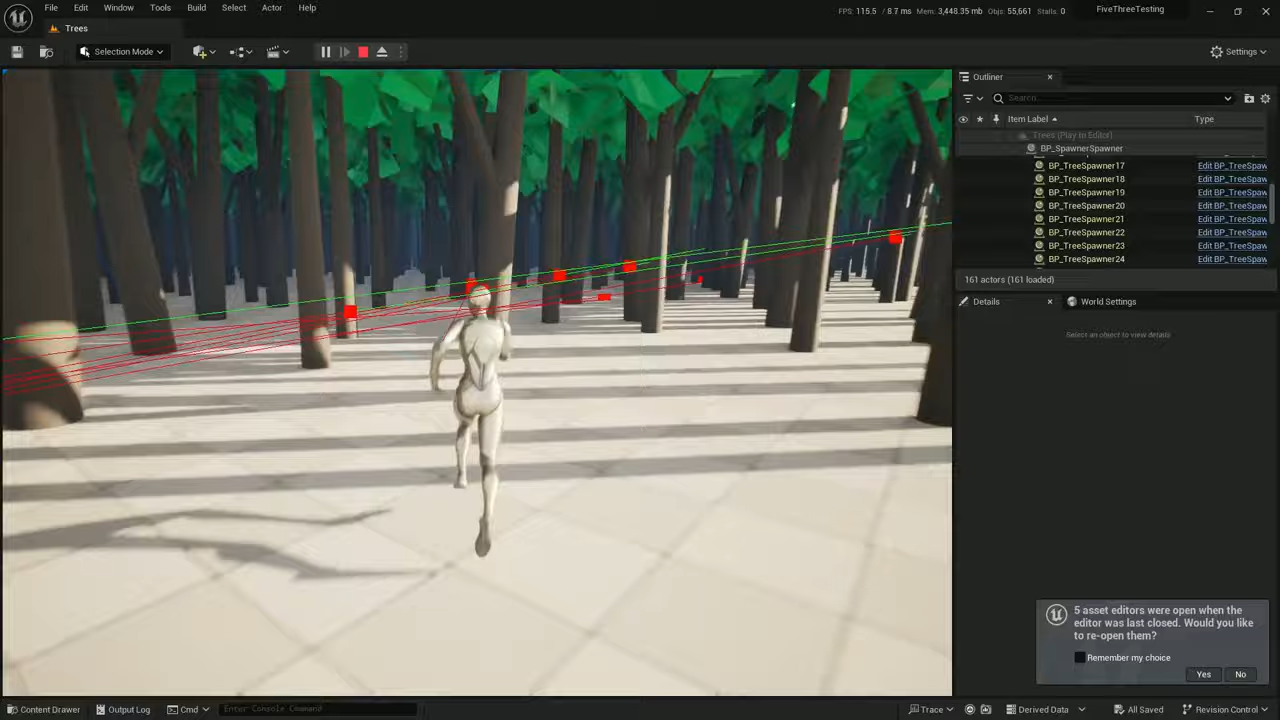 File Edit Window Tools Build Select Actor Help
FPS: 115.5 / 8.7 ms Mem: 3,448.35 mb Objs: 55,661 Stalls: 0
FiveThreeTesting
Trees
Selection Mode
Settings
Outliner
Search...
Item Label Type
Trees (Play In Editor)
BP_SpawnerSpawner
BP_TreeSpawner17 Edit BP_TreeSpaw
BP_TreeSpawner18 Edit BP_TreeSpaw
BP_TreeSpawner19 Edit BP_TreeSpaw
BP_TreeSpawner20 Edit BP_TreeSpaw
BP_TreeSpawner21 Edit BP_TreeSpaw
BP_TreeSpawner22 Edit BP_TreeSpaw
BP_TreeSpawner23 Edit BP_TreeSpaw
BP_TreeSpawner24 Edit BP_TreeSpaw
161 actors (161 loaded)
Details World Settings
Select an object to view details
5 asset editors were open when the
editor was last closed. Would you like
to re-open them?
Remember my choice
Yes No
Content Drawer Output Log Cmd Enter Console Command
Trace Derived Data All Saved Revision Control